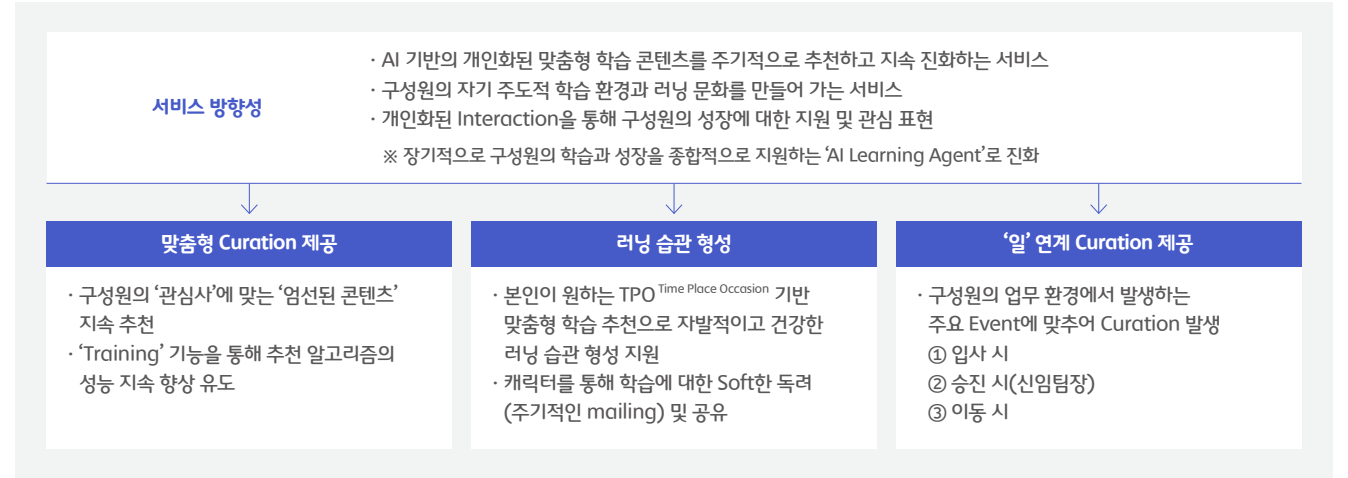 서비스 방향성
· AI 기반의 개인화된 맞춤형 학습 콘텐츠를 주기적으로 추천하고 지속 진화하는 서비스
· 구성원의 자기 주도적 학습 환경과 러닝 문화를 만들어 가는 서비스
· 개인화된 Interaction을 통해 구성원의 성장에 대한 지원 및 관심 표현
※ 장기적으로 구성원의 학습과 성장을 종합적으로 지원하는 ‘AI Learning Agent’로 진화
맞춤형 Curation 제공
· 구성원의 ‘관심사’에 맞는 ‘엄선된 콘텐츠’
지속 추천
· ‘Training’ 기능을 통해 추천 알고리즘의
성능 지속 향상 유도
러닝 습관 형성
· 본인이 원하는 TPO Time Place Occasion 기반
맞춤형 학습 추천으로 자발적이고 건강한
러닝 습관 형성 지원
· 캐릭터를 통해 학습에 대한 Soft한 독려
(주기적인 mailing) 및 공유
‘일’ 연계 Curation 제공
· 구성원의 업무 환경에서 발생하는
주요 Event에 맞추어 Curation 발생
① 입사 시
② 승진 시(신임팀장)
③ 이동 시